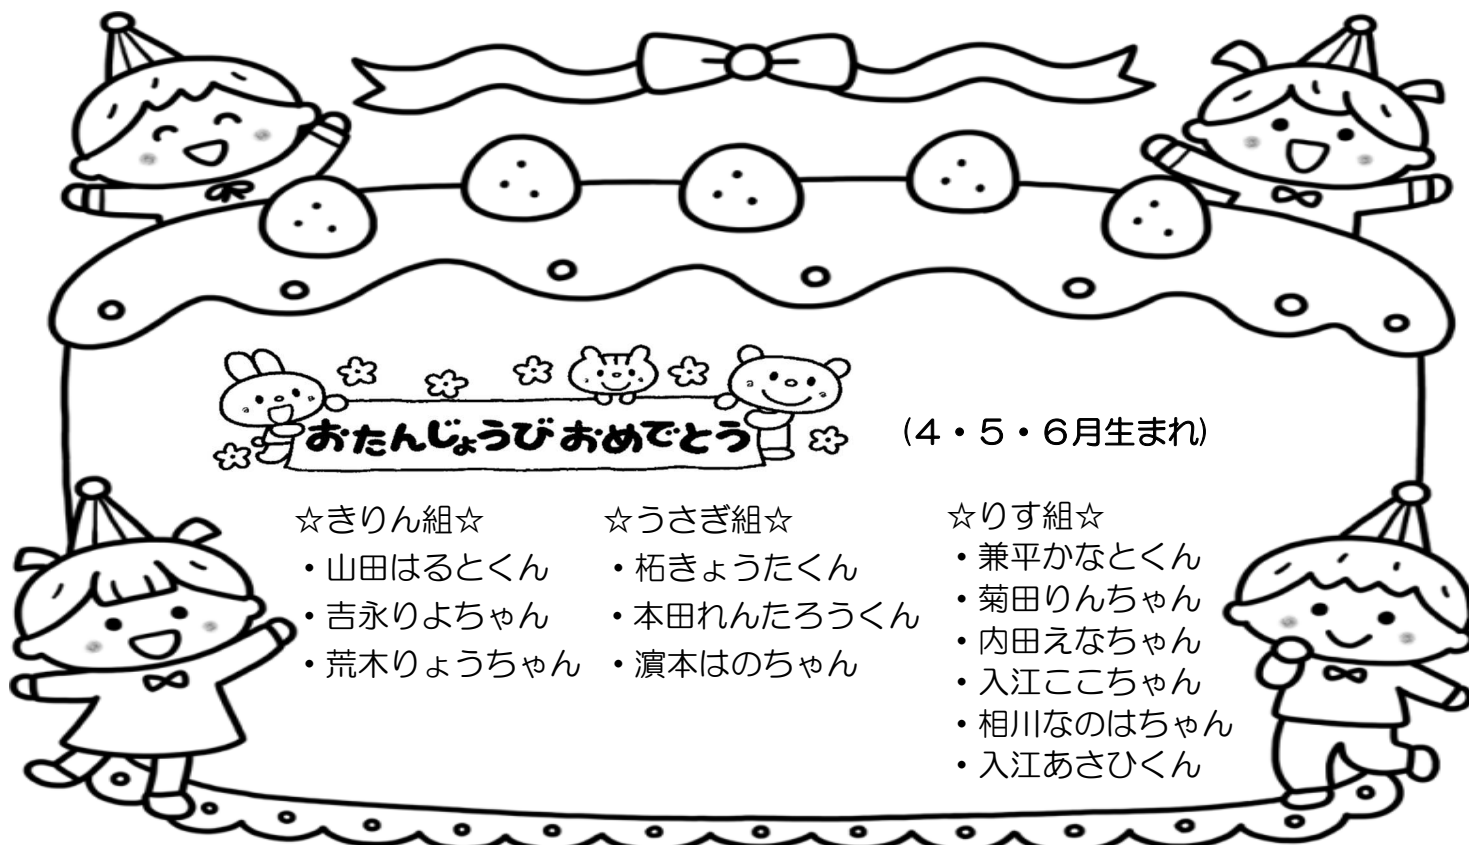 おたんじょうび おめでとう
(4・5・6月生まれ)
☆きりん組☆
・山田はるとくん
・吉永りよちゃん
・荒木りょうちゃん
☆うさぎ組☆
・柘きょうたくん
・本田れんたろうくん
・濵本はのちゃん
☆りす組☆
・兼平かなとくん
・菊田りんちゃん
・内田えなちゃん
・入江ここちゃん
・相川なのはちゃん
・入江あさひくん